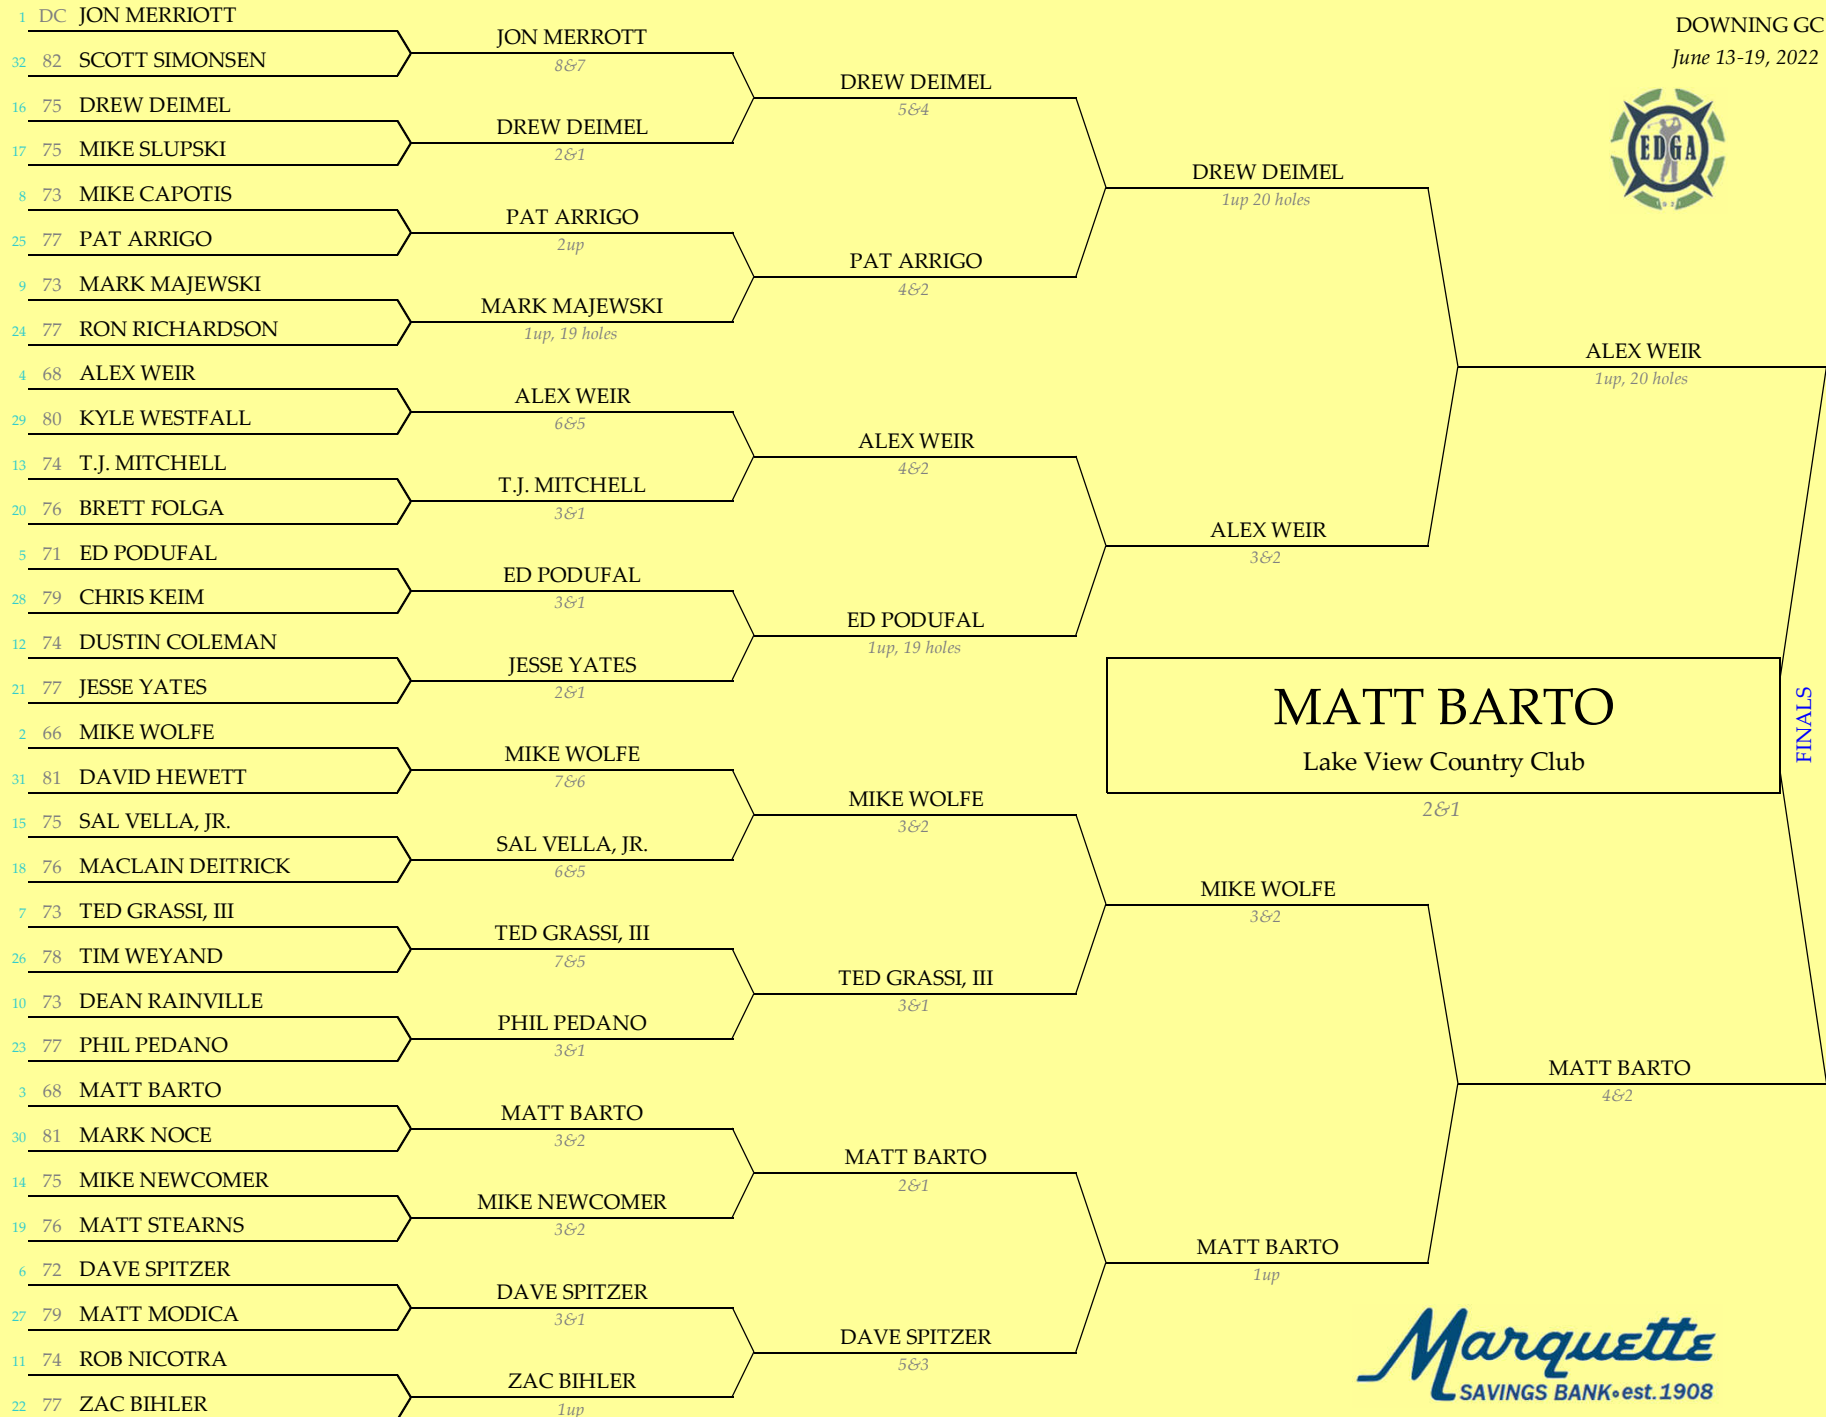 DOWNING GC
June 13-19, 2022
EDGA
1 DC JON MERRIOTT
32 82 SCOTT SIMONSEN
16 75 DREW DEIMEL
17 75 MIKE SLUPSKI
8 73 MIKE CAPOTIS
25 77 PAT ARRIGO
9 73 MARK MAJEWSKI
24 77 RON RICHARDSON
4 68 ALEX WEIR
29 80 KYLE WESTFALL
13 74 T.J. MITCHELL
20 76 BRETT FOLGA
5 71 ED PODUFAL
28 79 CHRIS KEIM
12 74 DUSTIN COLEMAN
21 77 JESSE YATES
2 66 MIKE WOLFE
31 81 DAVID HEWETT
15 75 SAL VELLA, JR.
18 76 MACLAIN DEITRICK
7 73 TED GRASSI, III
26 78 TIM WEYAND
10 73 DEAN RAINVILLE
23 77 PHIL PEDANO
3 68 MATT BARTO
30 81 MARK NOCE
14 75 MIKE NEWCOMER
19 76 MATT STEARNS
6 72 DAVE SPITZER
27 79 MATT MODICA
11 74 ROB NICOTRA
22 77 ZAC BIHLER
JON MERROTT
8&7
DREW DEIMEL
2&1
PAT ARRIGO
2up
MARK MAJEWSKI
1up, 19 holes
ALEX WEIR
6&5
T.J. MITCHELL
3&1
ED PODUFAL
3&1
JESSE YATES
2&1
MIKE WOLFE
7&6
SAL VELLA, JR.
6&5
TED GRASSI, III
7&5
PHIL PEDANO
3&1
MATT BARTO
3&2
MIKE NEWCOMER
3&2
DAVE SPITZER
3&1
ZAC BIHLER
1up
DREW DEIMEL
5&4
PAT ARRIGO
4&2
ALEX WEIR
4&2
ED PODUFAL
1up, 19 holes
MIKE WOLFE
3&2
TED GRASSI, III
3&1
MATT BARTO
2&1
DAVE SPITZER
5&3
DREW DEIMEL
1up 20 holes
ALEX WEIR
3&2
MIKE WOLFE
3&2
MATT BARTO
1up
ALEX WEIR
1up, 20 holes
MATT BARTO
4&2
FINALS
MATT BARTO
Lake View Country Club
2&1
Marquette
SAVINGS BANK•est.1908